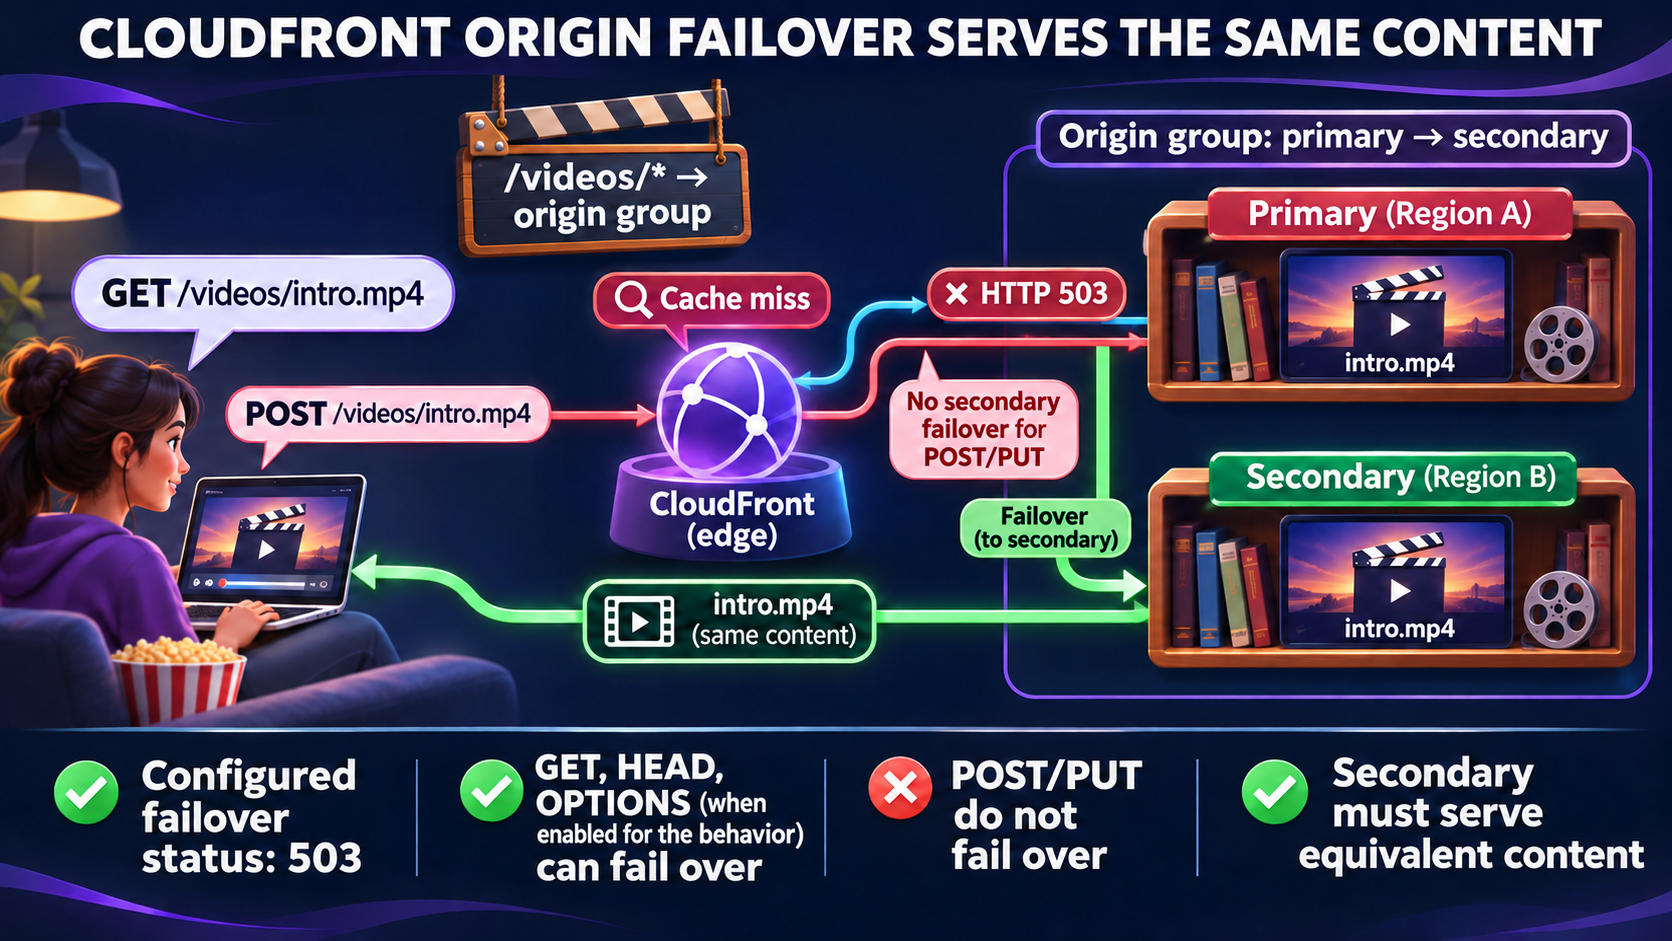 CLOUDFRONT ORIGIN FAILOVER SERVES THE SAME CONTENT
/videos/* →
origin group
Origin group: primary → secondary
Primary (Region A)
intro.mp4
GET /videos/intro.mp4
Cache miss
HTTP 503
POST /videos/intro.mp4
No secondary
failover for
POST/PUT
CloudFront
(edge)
Secondary (Region B)
intro.mp4
Failover
(to secondary)
intro.mp4
(same content)
Configured
failover
status: 503
GET, HEAD,
OPTIONS (when
enabled for the behavior)
can fail over
POST/PUT
do not
fail over
Secondary
must serve
equivalent content